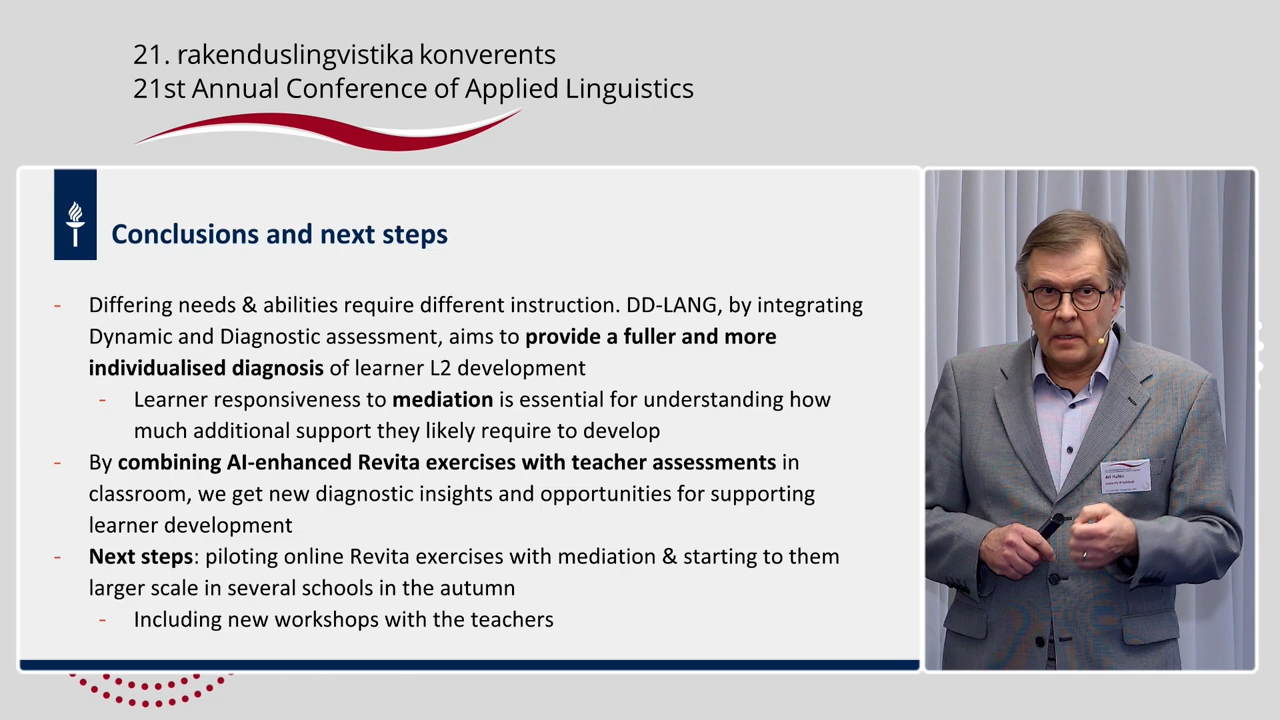 21. rakenduslingvistika konverents
21st Annual Conference of Applied Linguistics
Conclusions and next steps
- Differing needs & abilities require different instruction. DD-LANG, by integrating
Dynamic and Diagnostic assessment, aims to provide a fuller and more
individualised diagnosis of learner L2 development
- Learner responsiveness to mediation is essential for understanding how
much additional support they likely require to develop
- By combining AI-enhanced Revita exercises with teacher assessments in
classroom, we get new diagnostic insights and opportunities for supporting
learner development
- Next steps: piloting online Revita exercises with mediation & starting to them
larger scale in several schools in the autumn
- Including new workshops with the teachers